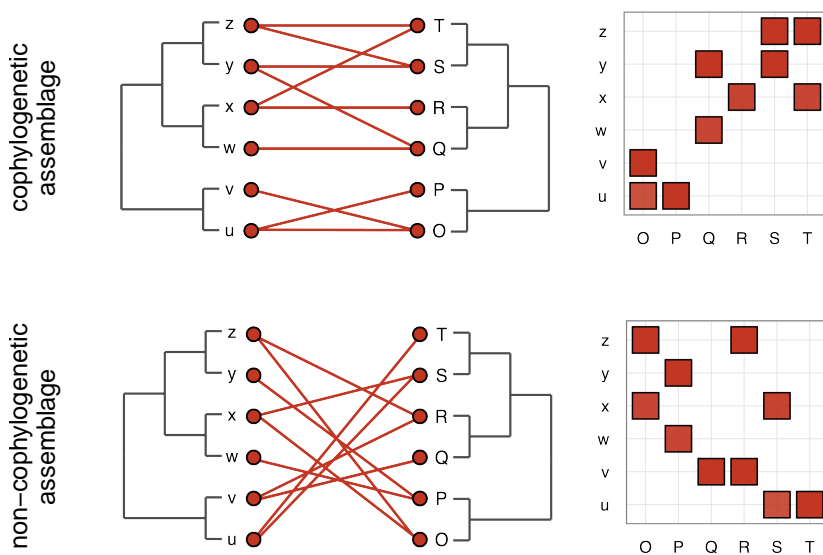 cophylogenetic
assemblage
z T
y S
x R
w Q
v P
u O
z
y
x
w
v
u
O P Q R S T
non−cophylogenetic
assemblage
z T
y S
x R
w Q
v P
u O
z
y
x
w
v
u
O P Q R S T